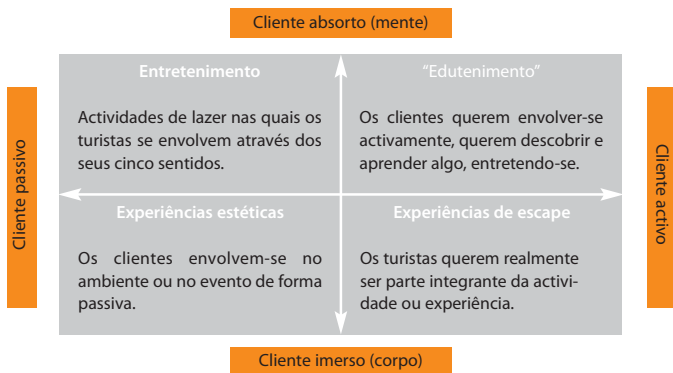 Cliente absorto (mente)
Cliente passivo
Entretenimento
Actividades de lazer nas quais os
turistas se envolvem através dos
seus cinco sentidos.
“Edutenimento”
Os clientes querem envolver-se
activamente, querem descobrir e
aprender algo, entretendo-se.
Experiências estéticas
Os clientes envolvem-se no
ambiente ou no evento de forma
passiva.
Experiências de escape
Os turistas querem realmente
ser parte integrante da activi-
dade ou experiência.
Cliente activo
Cliente imerso (corpo)